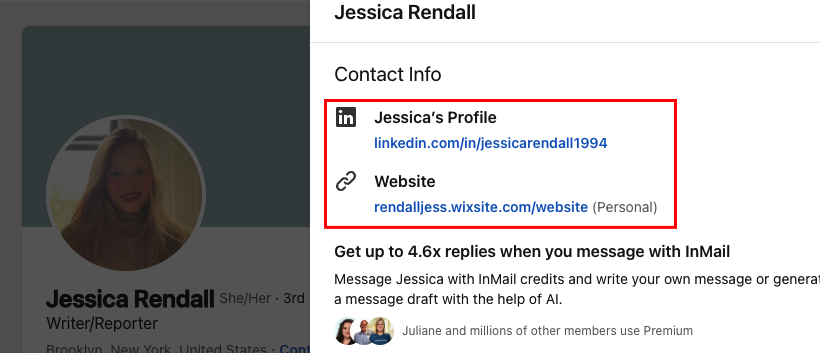 Jessica Rendall
Contact Info
in
Jessica’s Profile
linkedin.com/in/jessicarendall1994
Website
rendalljess.wixsite.com/website (Personal)
Get up to 4.6x replies when you message with InMail
Message Jessica with InMail credits and write your own message or generat
a message draft with the help of AI.
Juliane and millions of other members use Premium
Jessica Rendall She/Her · 3rd
Writer/Reporter
Brooklyn, New York, United States · Cont